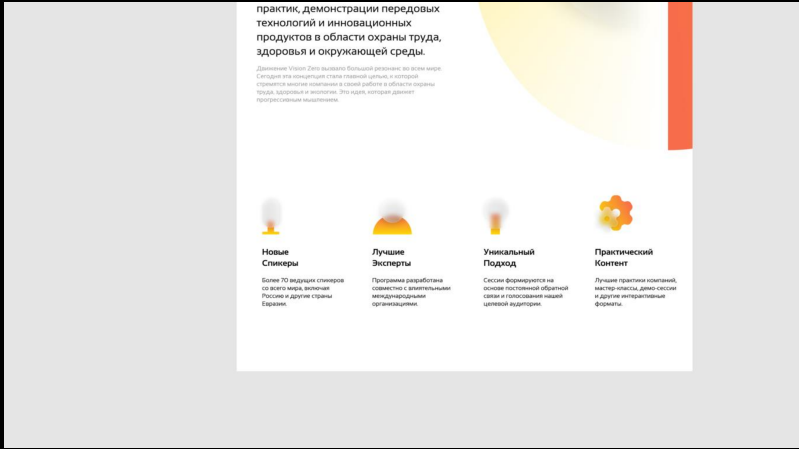 практик, демонстрации передовых
технологий и инновационных
продуктов в области охраны труда,
здоровья и окружающей среды.
Движение Vision Zero вызвало большой резонанс во всем мире.
Сегодня эта концепция стала главной целью, к которой
стремятся многие компании в своей работе в области охраны
труда, здоровья и экологии. Это идея, которая движет
прогрессивным мышлением.
Новые
Спикеры
Более 70 ведущих спикеров
со всего мира, включая
Россию и другие страны
Евразии.
Лучшие
Эксперты
Программа разработана
совместно с влиятельными
международными
организациями.
Уникальный
Подход
Сессии формируются на
основе постоянной обратной
связи и голосования нашей
целевой аудитории.
Практический
Контент
Лучшие практики компаний,
мастер-классы, демо-сессии
и другие интерактивные
форматы.